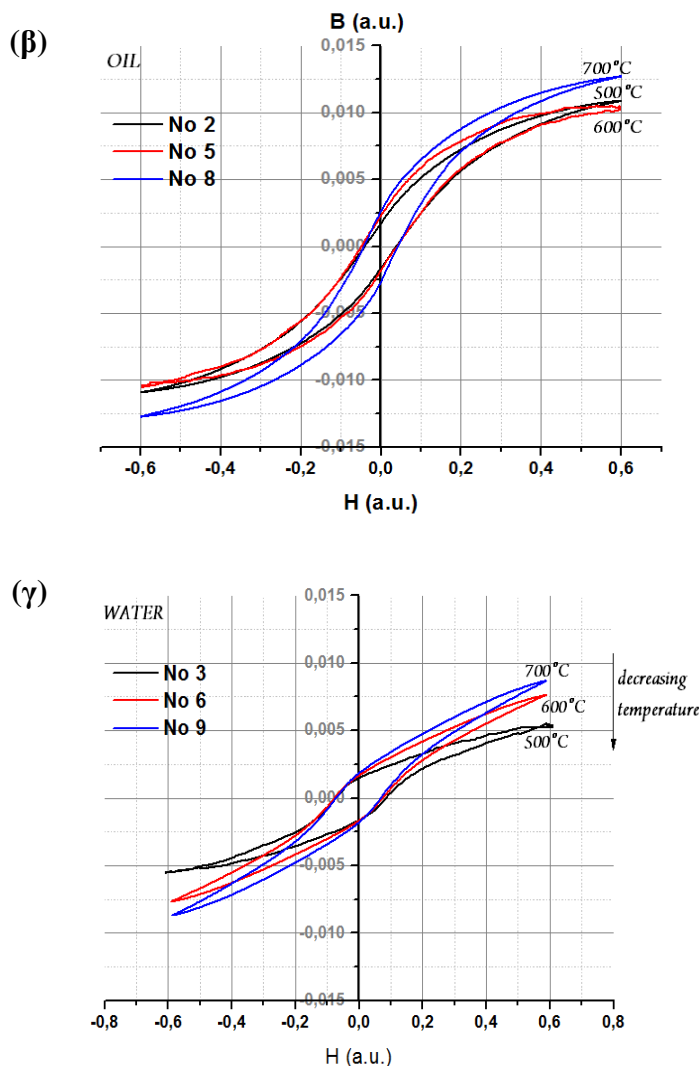 (β)
B (a.u.)
OIL
0,015
0,010
0,005
0,000
-0,005
-0,010
-0,015
No 2
No 5
No 8
700°C
500°C
600°C
-0,6 -0,4 -0,2 0,0 0,2 0,4 0,6
H (a.u.)
(γ)
WATER
0,015
0,010
0,005
0,000
-0,005
-0,010
-0,015
No 3
No 6
No 9
700°C
600°C
500°C
decreasing
temperature
-0,8 -0,6 -0,4 -0,2 0,0 0,2 0,4 0,6 0,8
H (a.u.)